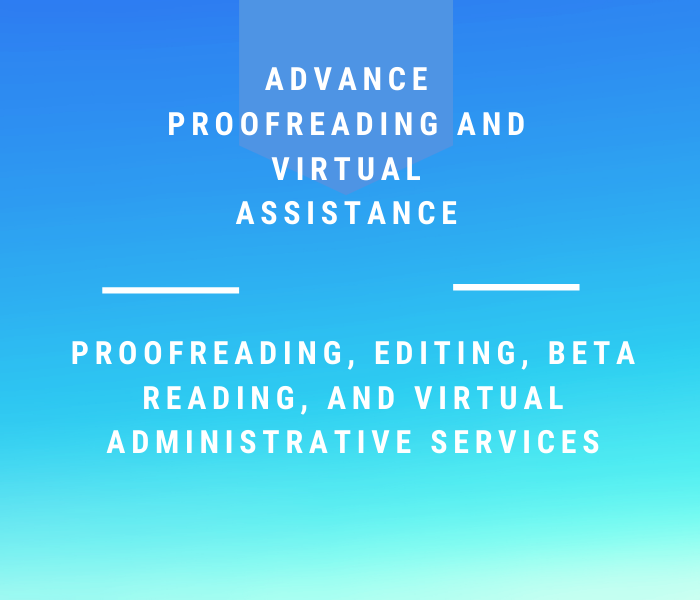 ADVANCE
PROOFREADING AND
VIRTUAL
ASSISTANCE
PROOFREADING, EDITING, BETA
READING, AND VIRTUAL
ADMINISTRATIVE SERVICES